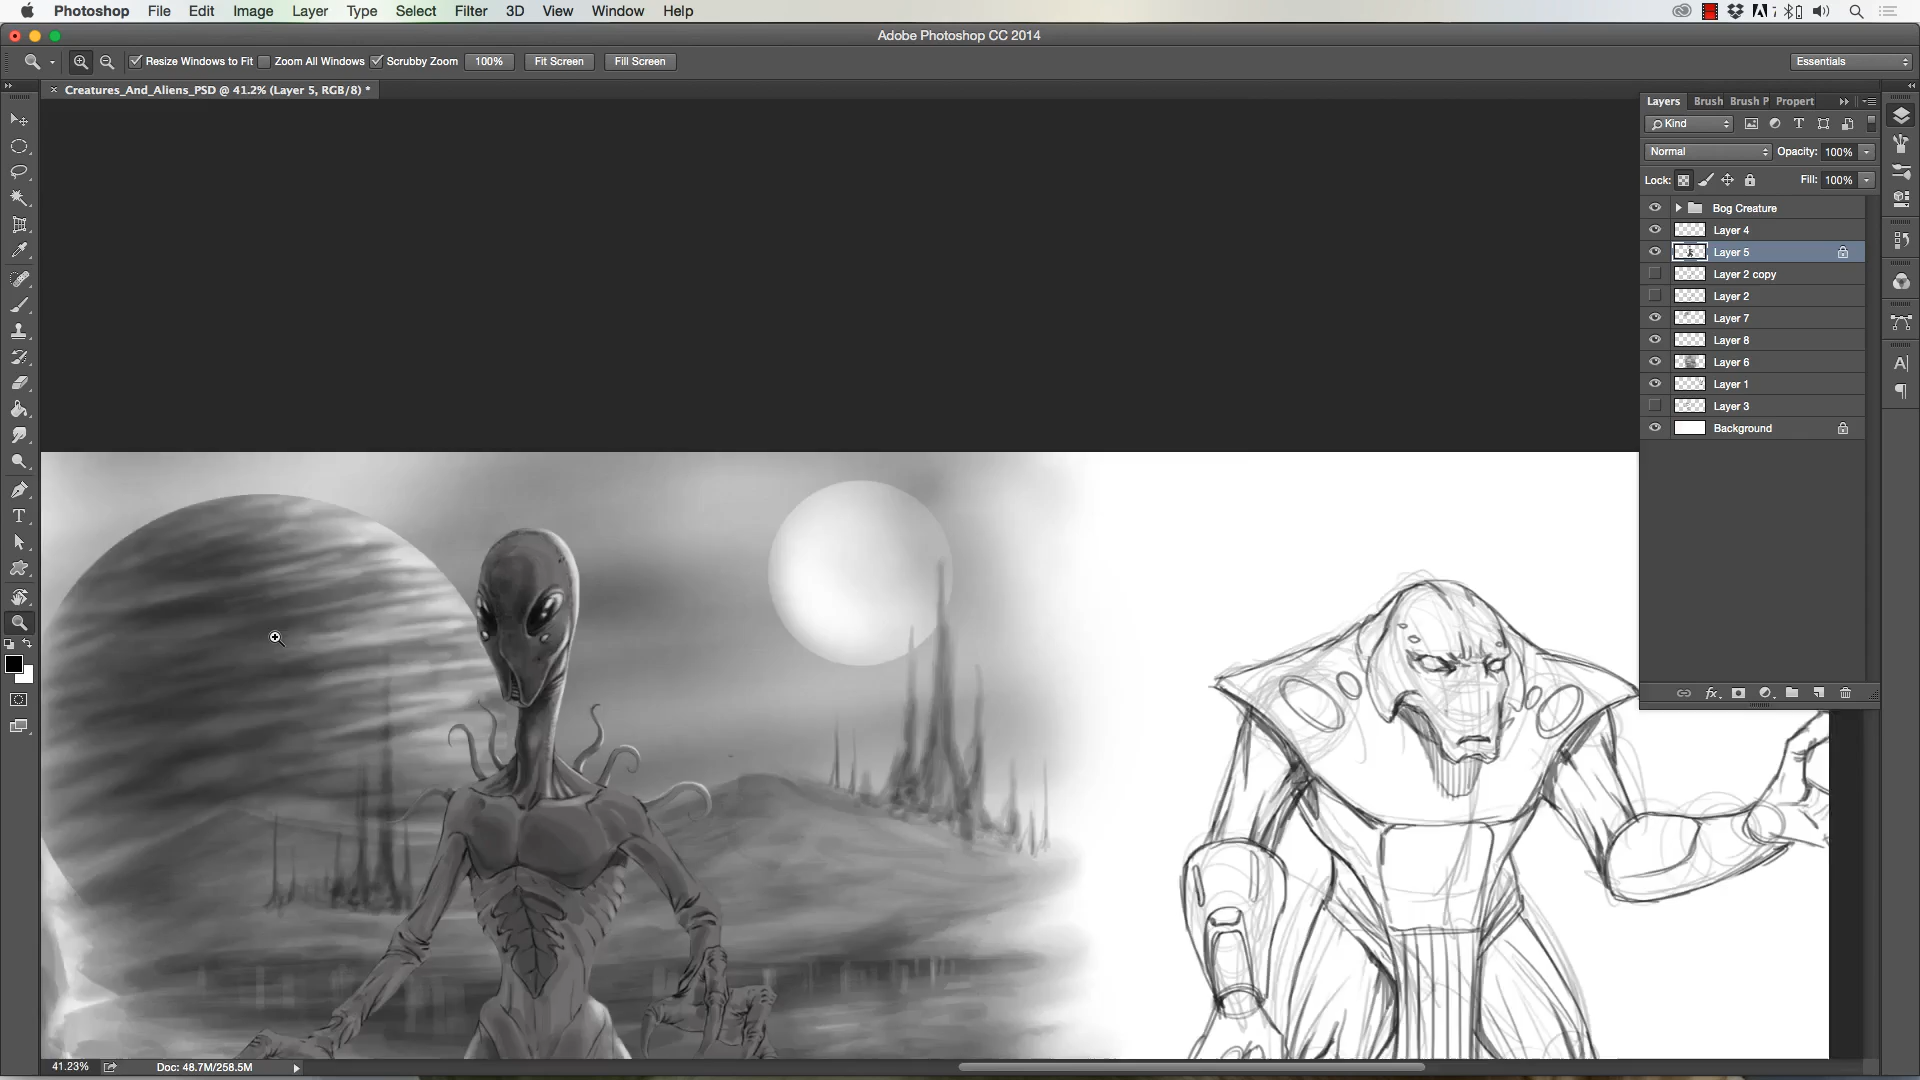 Photoshop File Edit Image Layer Type Select Filter 3D View Window Help
Adobe Photoshop CC 2014
Resize Windows to Fit Zoom All Windows Scrubby Zoom 100% Fit Screen Fill Screen Essentials
Creatures_And_Aliens_PSD @ 41.2% (Layer 5, RGB/8) *
Layers Brush Brush P Propert
Kind
Normal Opacity: 100%
Lock: Fill: 100%
Bog Creature
Layer 4
Layer 5
Layer 2 copy
Layer 2
Layer 7
Layer 8
Layer 6
Layer 1
Layer 3
Background
41.23% Doc: 48.7M/258.5M